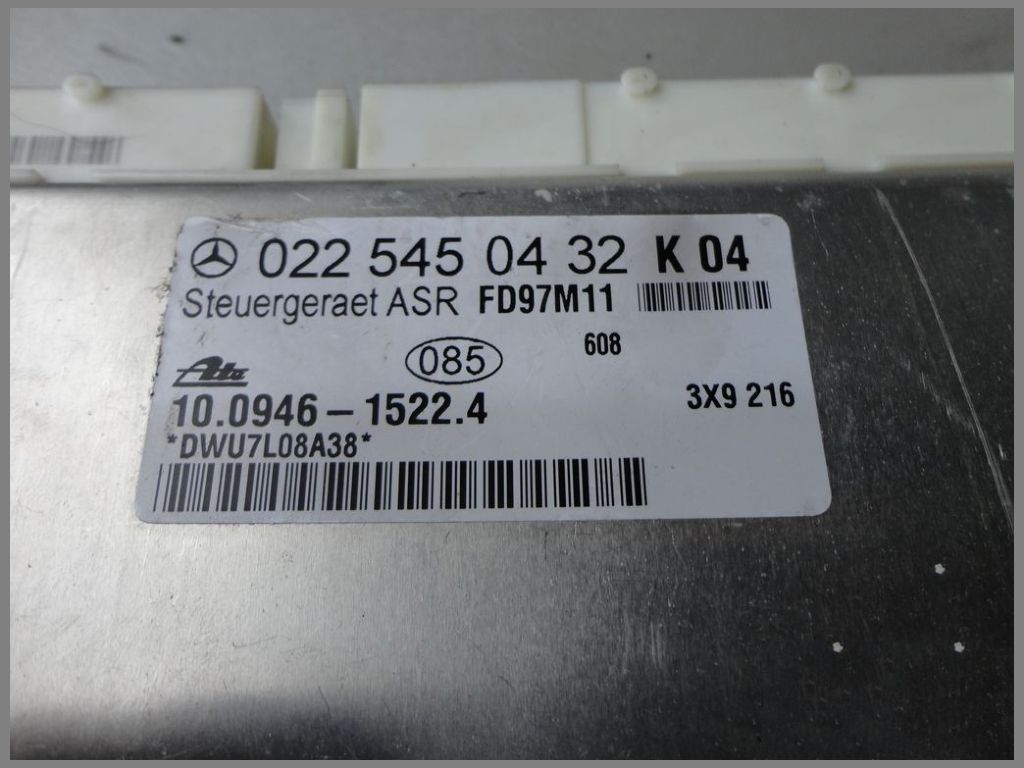 022 545 04 32 K 04
Steuergeraet ASR FD97M11
608
085
Ate
10.0946-1522.4
3X9 216
*DWU7L08A38*